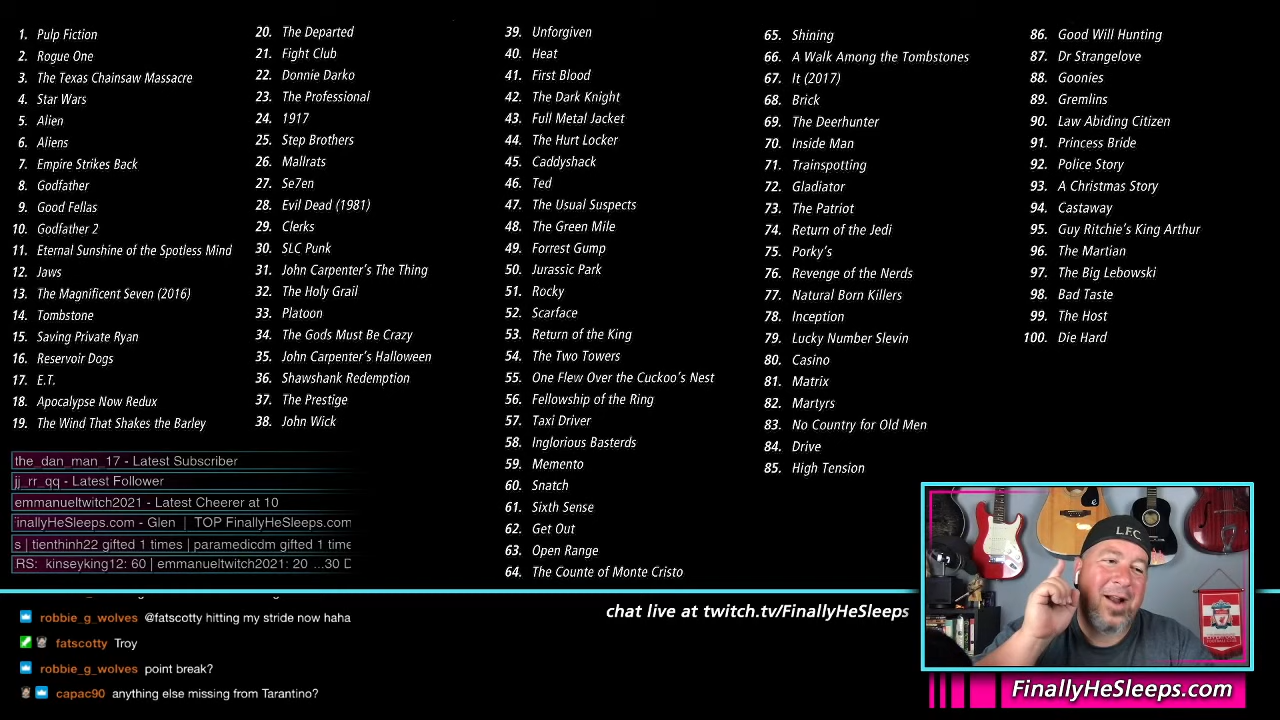 1. Pulp Fiction
2. Rogue One
3. The Texas Chainsaw Massacre
4. Star Wars
5. Alien
6. Aliens
7. Empire Strikes Back
8. Godfather
9. Good Fellas
10. Godfather 2
11. Eternal Sunshine of the Spotless Mind
12. Jaws
13. The Magnificent Seven (2016)
14. Tombstone
15. Saving Private Ryan
16. Reservoir Dogs
17. E.T.
18. Apocalypse Now Redux
19. The Wind That Shakes the Barley
20. The Departed
21. Fight Club
22. Donnie Darko
23. The Professional
24. 1917
25. Step Brothers
26. Mallrats
27. Se7en
28. Evil Dead (1981)
29. Clerks
30. SLC Punk
31. John Carpenter's The Thing
32. The Holy Grail
33. Platoon
34. The Gods Must Be Crazy
35. John Carpenter's Halloween
36. Shawshank Redemption
37. The Prestige
38. John Wick
39. Unforgiven
40. Heat
41. First Blood
42. The Dark Knight
43. Full Metal Jacket
44. The Hurt Locker
45. Caddyshack
46. Ted
47. The Usual Suspects
48. The Green Mile
49. Forrest Gump
50. Jurassic Park
51. Rocky
52. Scarface
53. Return of the King
54. The Two Towers
55. One Flew Over the Cuckoo's Nest
56. Fellowship of the Ring
57. Taxi Driver
58. Inglorious Basterds
59. Memento
60. Snatch
61. Sixth Sense
62. Get Out
63. Open Range
64. The Counte of Monte Cristo
65. Shining
66. A Walk Among the Tombstones
67. It (2017)
68. Brick
69. The Deerhunter
70. Inside Man
71. Trainspotting
72. Gladiator
73. The Patriot
74. Return of the Jedi
75. Porky's
76. Revenge of the Nerds
77. Natural Born Killers
78. Inception
79. Lucky Number Slevin
80. Casino
81. Matrix
82. Martyrs
83. No Country for Old Men
84. Drive
85. High Tension
86. Good Will Hunting
87. Dr Strangelove
88. Goonies
89. Gremlins
90. Law Abiding Citizen
91. Princess Bride
92. Police Story
93. A Christmas Story
94. Castaway
95. Guy Ritchie's King Arthur
96. The Martian
97. The Big Lebowski
98. Bad Taste
99. The Host
100. Die Hard
the_dan_man_17 - Latest Subscriber
jj_rr_qq - Latest Follower
emmanueltwitch2021 - Latest Cheerer at 10
inallyHeSleeps.com - Glen | TOP FinallyHeSleeps.com
s | tienthinh22 gifted 1 times | paramedicdm gifted 1 time
RS: kinseyking12: 60 | emmanueltwitch2021: 20 ...30 D
robbie_g_wolves @fatscotty hitting my stride now haha
fatscotty Troy
robbie_g_wolves point break?
capac90 anything else missing from Tarantino?
chat live at twitch.tv/FinallyHeSleeps
L.F.C.
FinallyHeSleeps.com